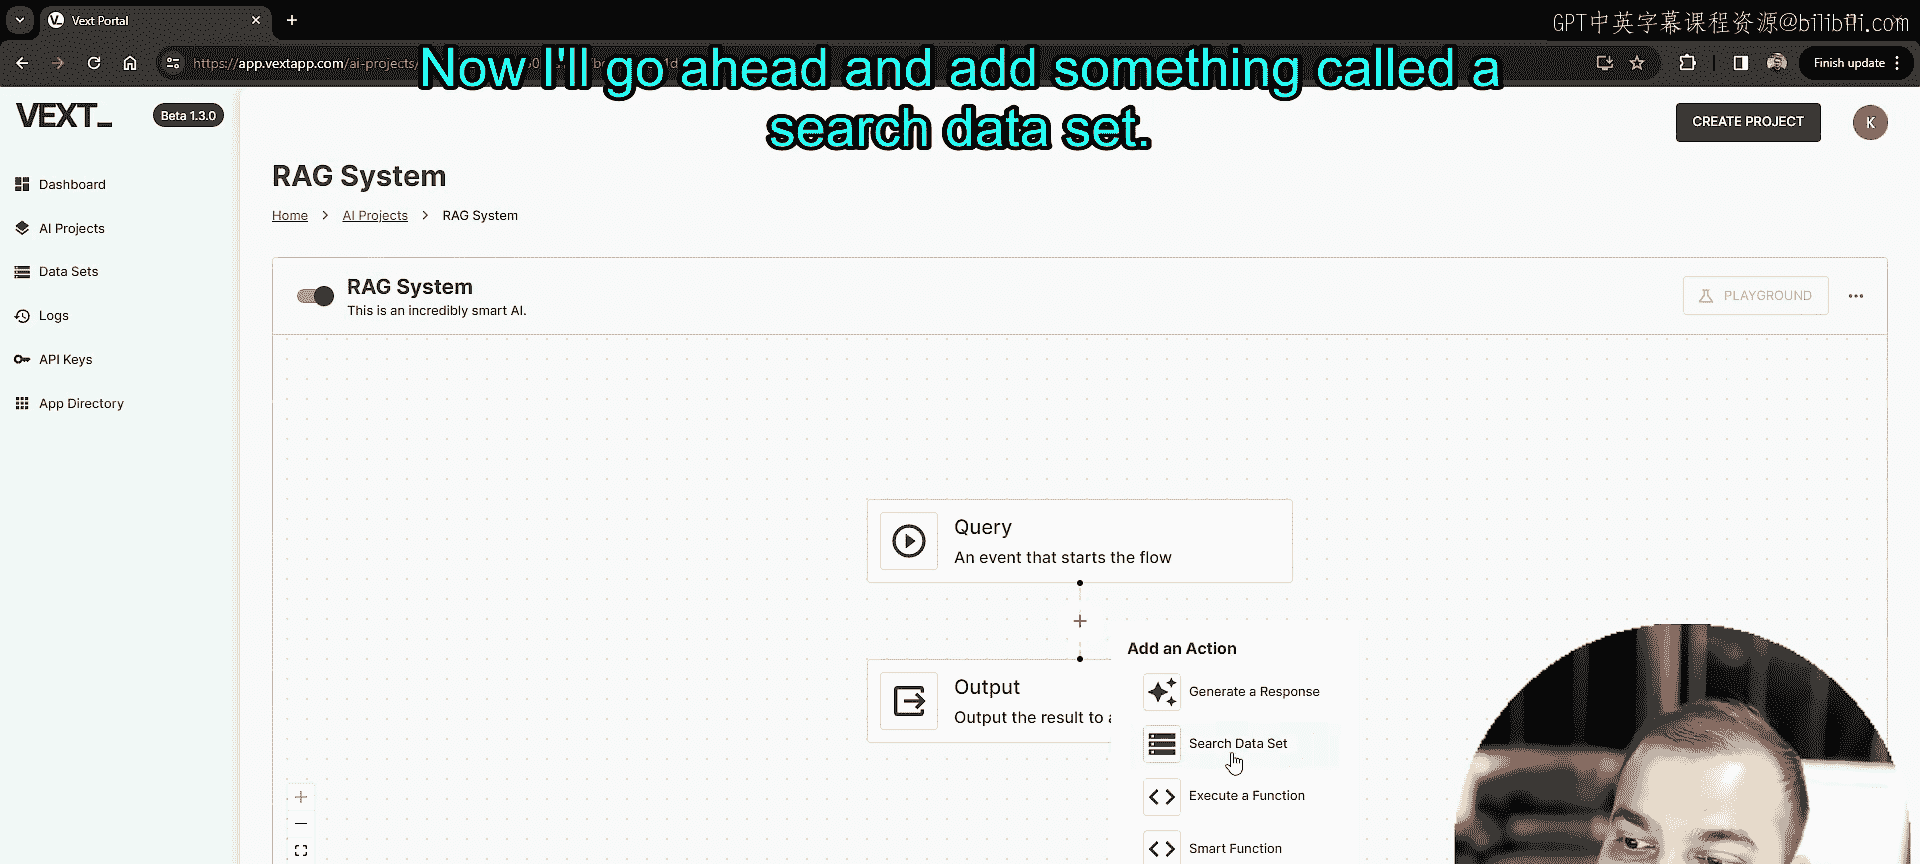 Vext Portal
GPT中英字幕课程资源@bilibili.com
https://app.vextapp.com/ai-projects/
Finish update
Now I'll go ahead and add something called a
search data set.
VEXT_
Beta 1.3.0
CREATE PROJECT
K
RAG System
Home > AI Projects > RAG System
Dashboard
AI Projects
Data Sets
Logs
API Keys
App Directory
RAG System
This is an incredibly smart AI.
PLAYGROUND
Query
An event that starts the flow
Add an Action
Output
Output the result to a
Generate a Response
Search Data Set
Execute a Function
Smart Function